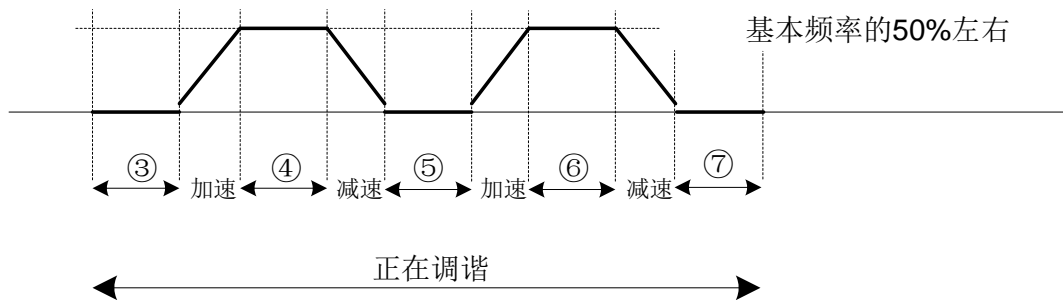 基本频率的50%左右
③ 加速 ④ 减速 ⑤ 加速 ⑥ 减速 ⑦
正在调谐